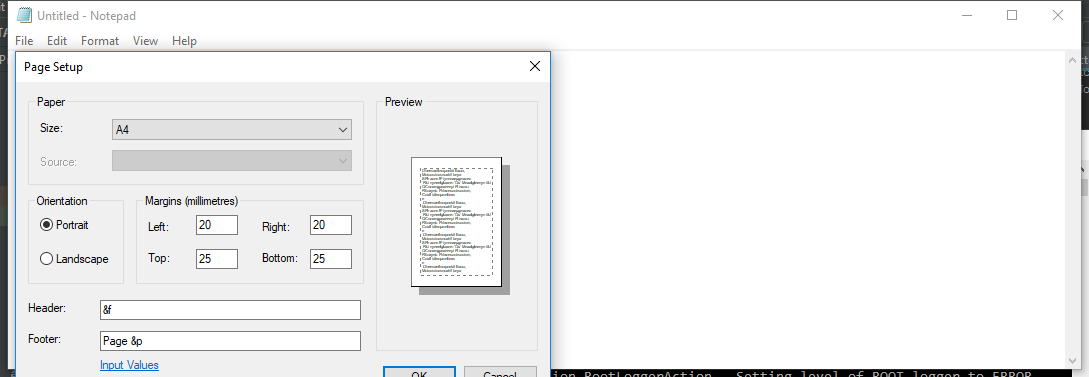 Untitled - Notepad
File Edit Format View Help
Page Setup
Paper
Size: A4
Source:
Preview
Orientation
Portrait
Landscape
Margins (millimetres)
Left: 20 Right: 20
Top: 25 Bottom: 25
Header: &f
Footer: Page &p
Input Values
OK Cancel
RootLoggerAction - Setting level of ROOT logger to ERROR